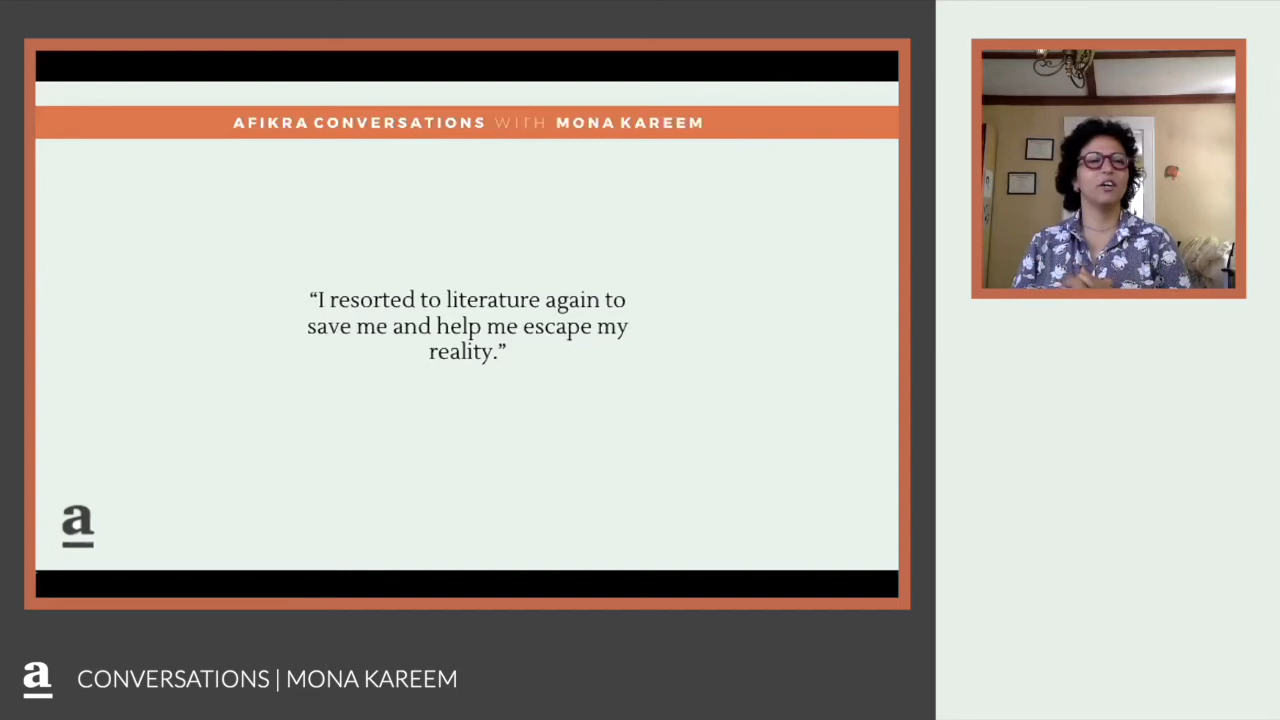 AFIKRA CONVERSATIONS WITH MONA KAREEM
“I resorted to literature again to
save me and help me escape my
reality.”
a
a CONVERSATIONS | MONA KAREEM